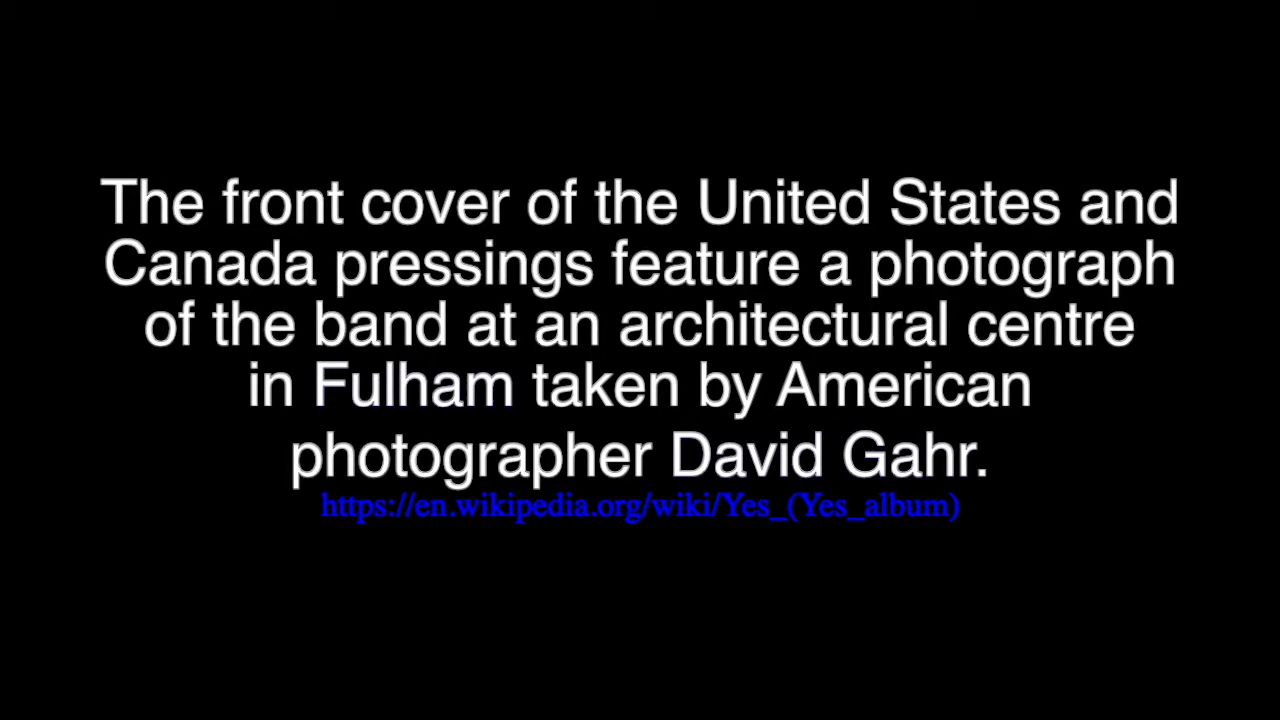 The front cover of the United States and
Canada pressings feature a photograph
of the band at an architectural centre
in Fulham taken by American
photographer David Gahr.
https://en.wikipedia.org/wiki/Yes_(Yes_album)